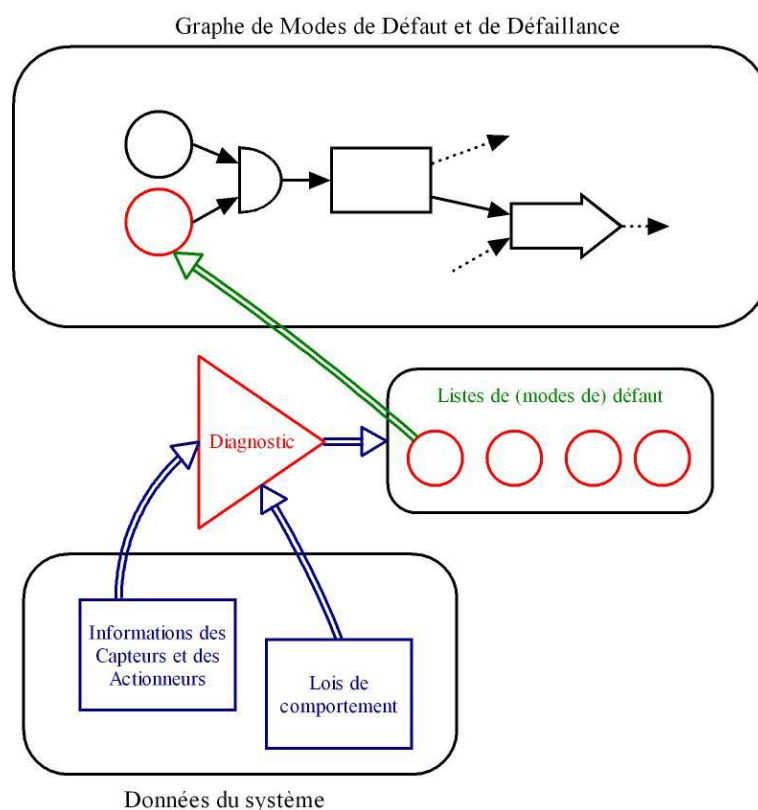 Graphe de Modes de Défaut et de Défaillance
Listes de (modes de) défaut
Diagnostic
Informations des
Capteurs et des
Actionneurs
Lois de
comportement
Données du système